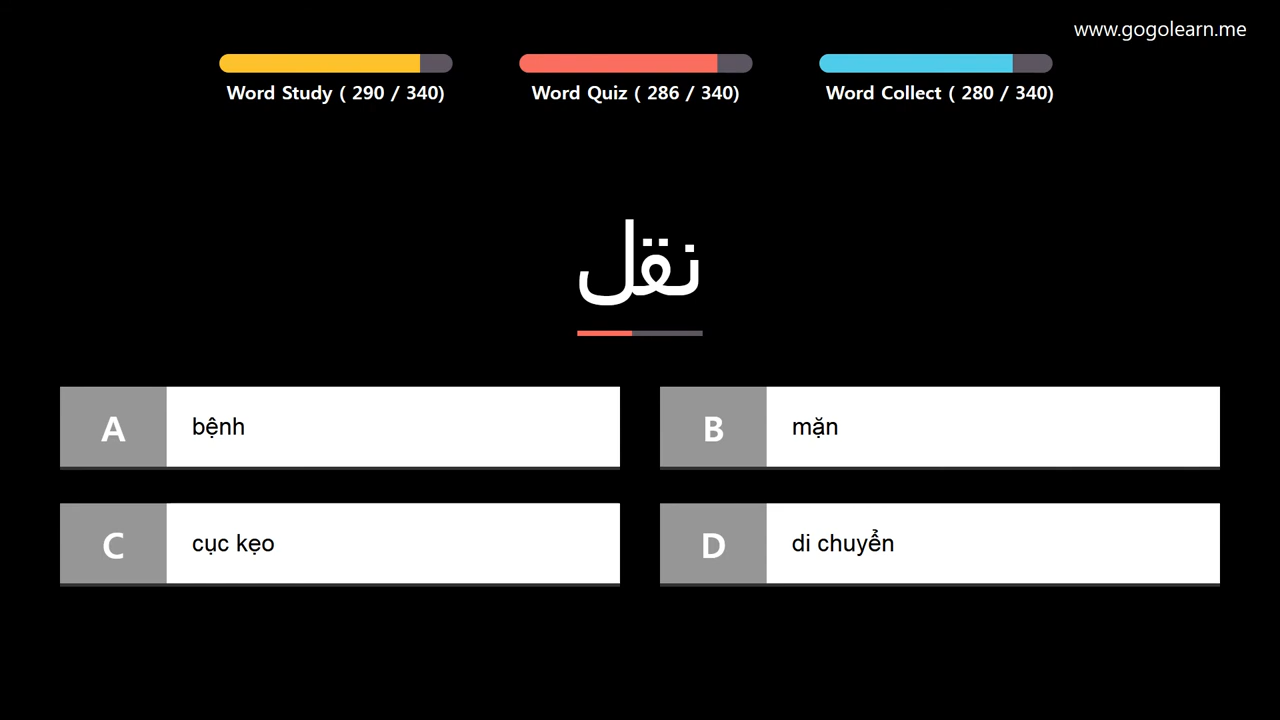 www.gogolearn.me
Word Study ( 290 / 340)
Word Quiz ( 286 / 340)
Word Collect ( 280 / 340)
نقل
A bệnh
B mặn
C cục kẹo
D di chuyển